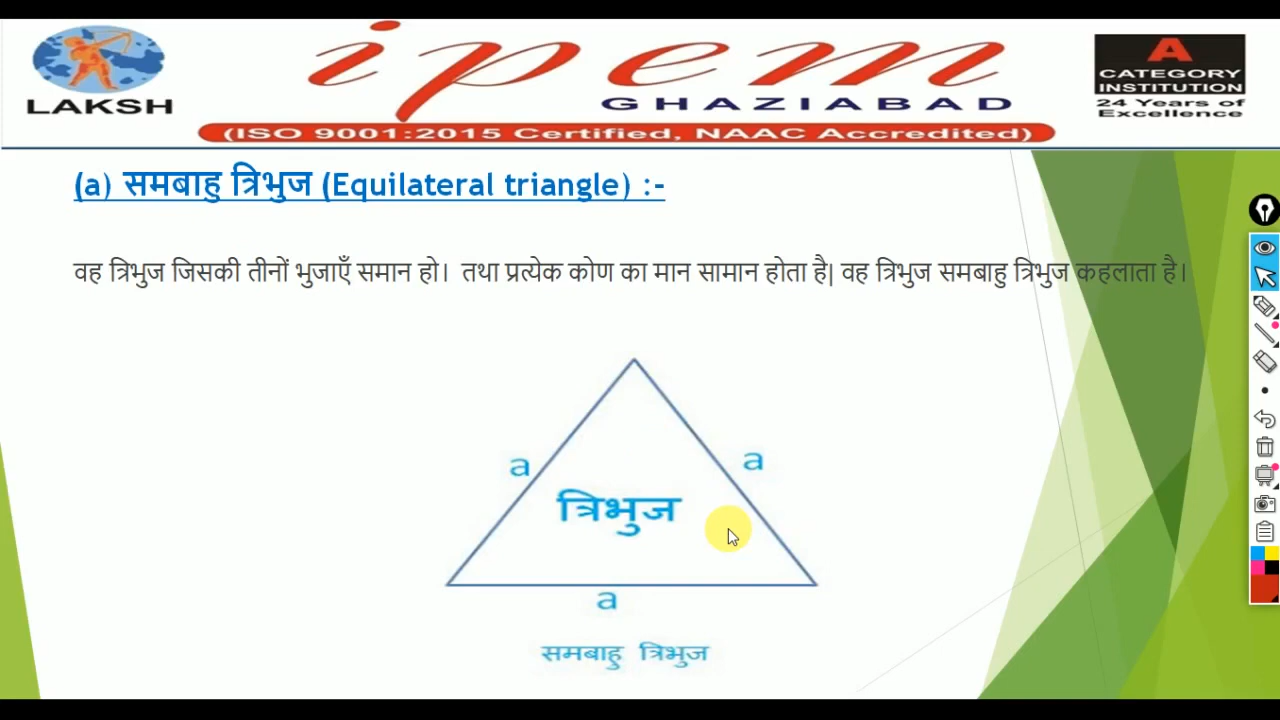 LAKSH
ipem
GHAZIABAD
(ISO 9001:2015 Certified, NAAC Accredited)
A
CATEGORY
INSTITUTION
24 Years of
Excellence
(a) समबाहु त्रिभुज (Equilateral triangle) :-
वह त्रिभुज जिसकी तीनों भुजाएँ समान हो। तथा प्रत्येक कोण का मान सामान होता है| वह त्रिभुज समबाहु त्रिभुज कहलाता है।
a
a
त्रिभुज
a
समबाहु त्रिभुज